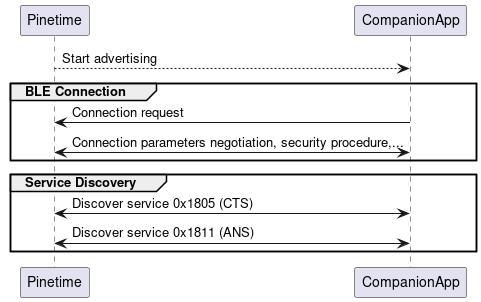 Pinetime CompanionApp
Start advertising
BLE Connection
Connection request
Connection parameters negotiation, security procedure,...
Service Discovery
Discover service 0x1805 (CTS)
Discover service 0x1811 (ANS)
Pinetime CompanionApp